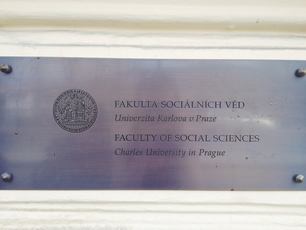 FAKULTA SOCIÁLNÍCH VĚD
Univerzita Karlova v Praze
FACULTY OF SOCIAL SCIENCES
Charles University in Prague